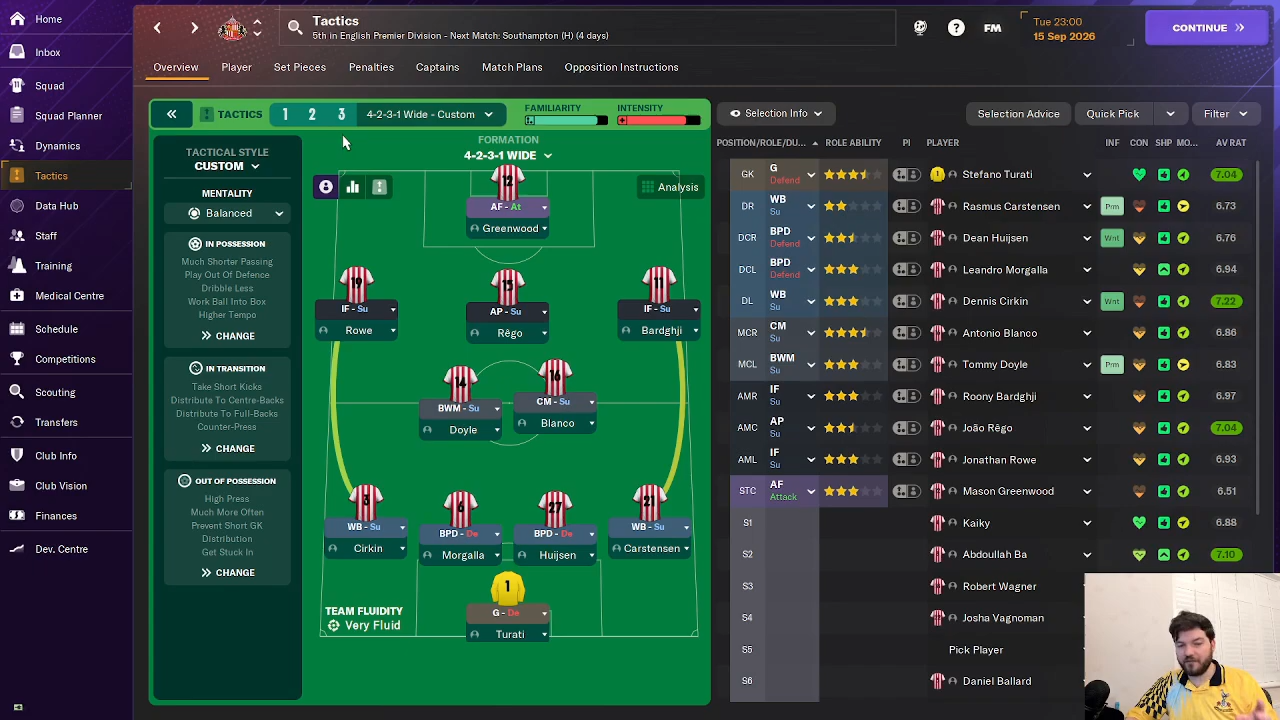 Home
Inbox
Squad
Squad Planner
Dynamics
Tactics
Data Hub
Staff
Training
Medical Centre
Schedule
Competitions
Scouting
Transfers
Club Info
Club Vision
Finances
Dev. Centre
Tactics
5th in English Premier Division - Next Match: Southampton (H) (4 days)
FM
Tue 23:00
15 Sep 2026
CONTINUE
Overview Player Set Pieces Penalties Captains Match Plans Opposition Instructions
TACTICS 1 2 3 4-2-3-1 Wide - Custom
FAMILIARITY INTENSITY
TACTICAL STYLE
CUSTOM
MENTALITY
Balanced
IN POSSESSION
Much Shorter Passing
Play Out Of Defence
Dribble Less
Work Ball Into Box
Higher Tempo
CHANGE
IN TRANSITION
Take Short Kicks
Distribute To Centre-Backs
Distribute To Full-Backs
Counter-Press
CHANGE
OUT OF POSSESSION
High Press
Much More Often
Prevent Short GK
Distribution
Get Stuck In
CHANGE
FORMATION
4-2-3-1 WIDE
Analysis
12
AF - At
Greenwood
19 15 11
IF - Su AP - Su IF - Su
Rowe Rêgo Bardghji
14 16
BWM - Su CM - Su
Doyle Blanco
3 6 27 21
WB - Su BPD - De BPD - De WB - Su
Cirkin Morgalla Huijsen Carstensen
1
G - De
Turati
TEAM FLUIDITY
Very Fluid
Selection Info Selection Advice Quick Pick Filter
POSITION/ROLE/DU... ROLE ABILITY PI PLAYER INF CON SHP MO... AV RAT
GK G Defend 1 Stefano Turati 7.04
DR WB Su Rasmus Carstensen Prm 6.73
DCR BPD Defend Dean Huijsen Wnt 6.76
DCL BPD Defend Leandro Morgalla 6.94
DL WB Su Dennis Cirkin Wnt 7.22
MCR CM Su Antonio Blanco 6.86
MCL BWM Su Tommy Doyle Prm 6.83
AMR IF Su Roony Bardghji 6.97
AMC AP Su João Rêgo 7.04
AML IF Su Jonathan Rowe 6.93
STC AF Attack Mason Greenwood 6.51
S1 Kaiky 6.88
S2 Abdoullah Ba 7.10
S3 Robert Wagner
S4 Josha Vagnoman
S5 Pick Player
S6 Daniel Ballard